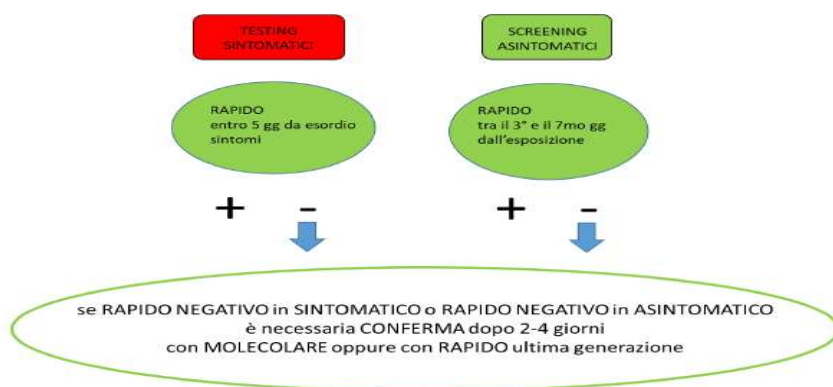 TESTING
SINTOMATICI
SCREENING
ASINTOMATICI
RAPIDO
entro 5 gg da esordio
sintomi
RAPIDO
tra il 3° e il 7mo gg
dall'esposizione
+ -
+ -
se RAPIDO NEGATIVO in SINTOMATICO o RAPIDO NEGATIVO in ASINTOMATICO
è necessaria CONFERMA dopo 2-4 giorni
con MOLECOLARE oppure con RAPIDO ultima generazione